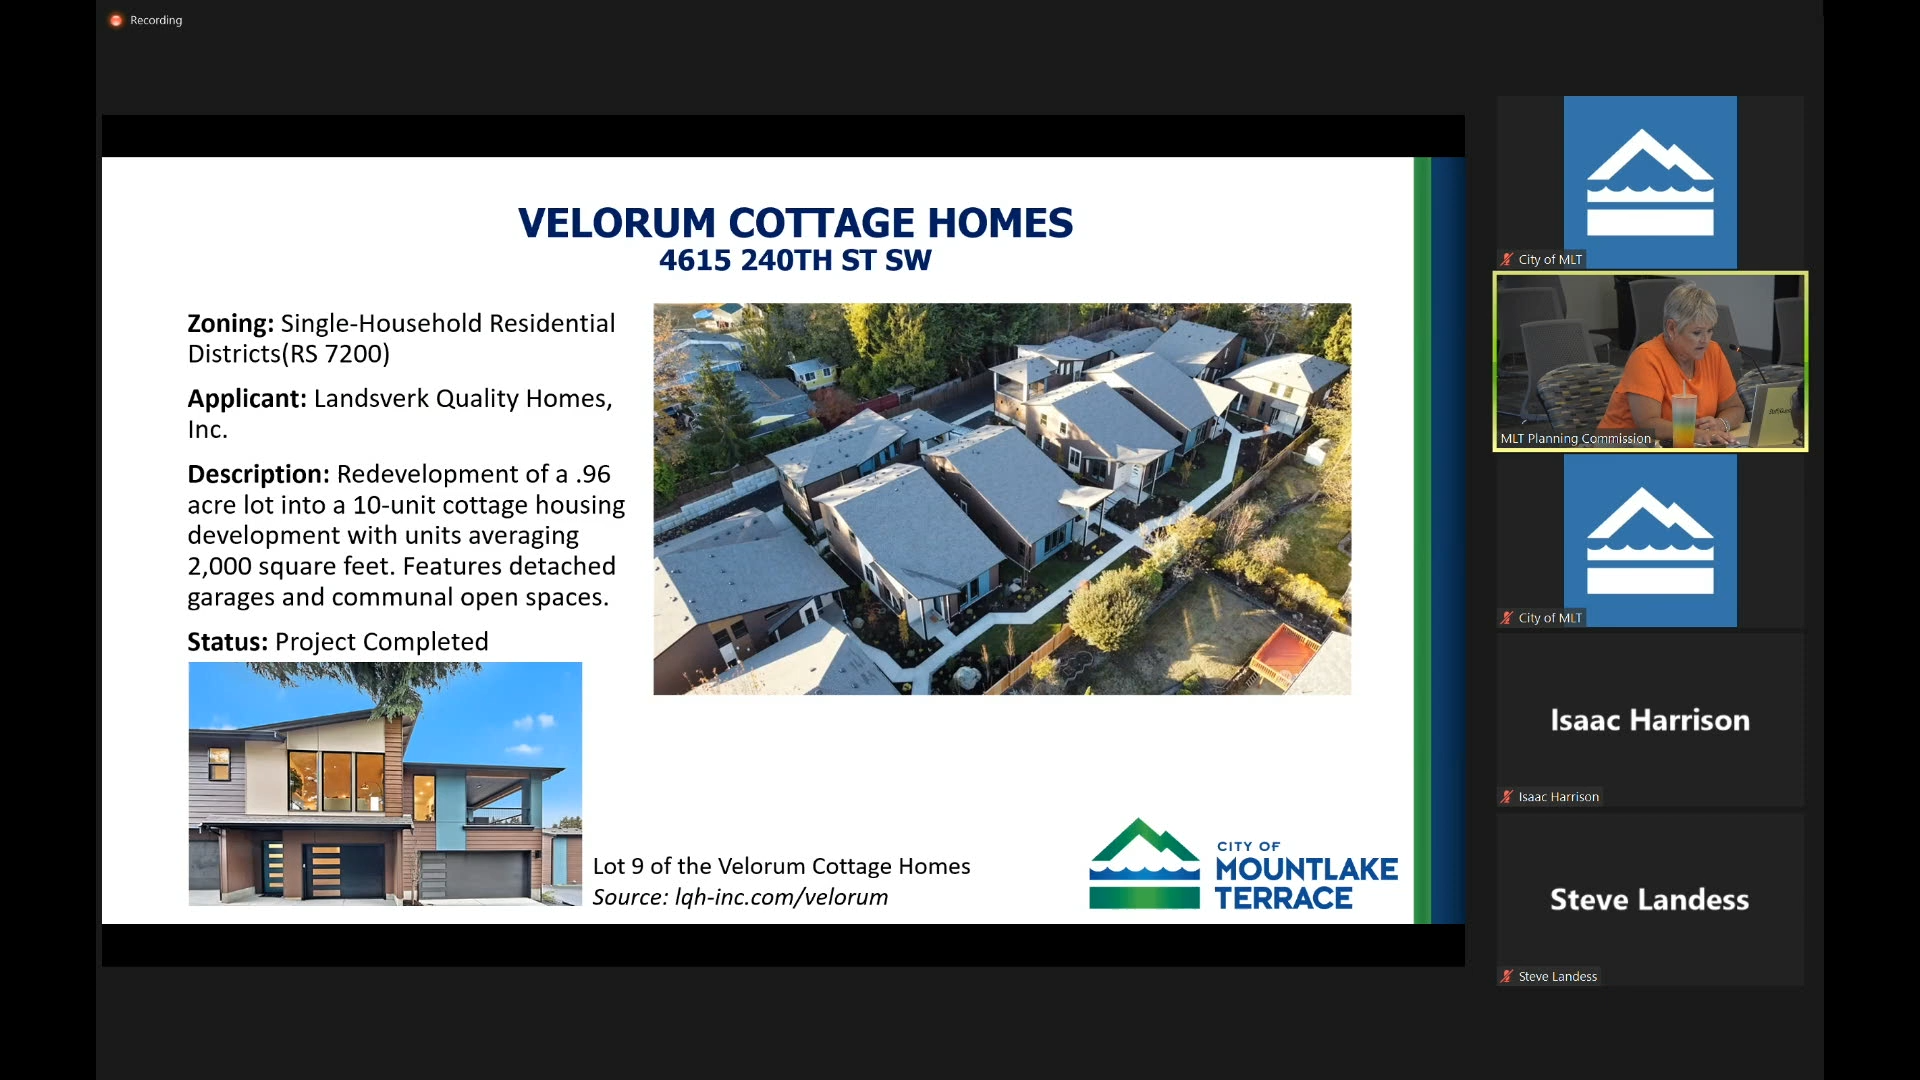 Recording
VELORUM COTTAGE HOMES
4615 240TH ST SW
Zoning: Single-Household Residential
Districts(RS 7200)
Applicant: Landsverk Quality Homes,
Inc.
Description: Redevelopment of a .96
acre lot into a 10-unit cottage housing
development with units averaging
2,000 square feet. Features detached
garages and communal open spaces.
Status: Project Completed
Lot 9 of the Velorum Cottage Homes
Source: lqh-inc.com/velorum
CITY OF
MOUNTLAKE
TERRACE
City of MLT
MLT Planning Commission
City of MLT
Isaac Harrison
Isaac Harrison
Steve Landess
Steve Landess